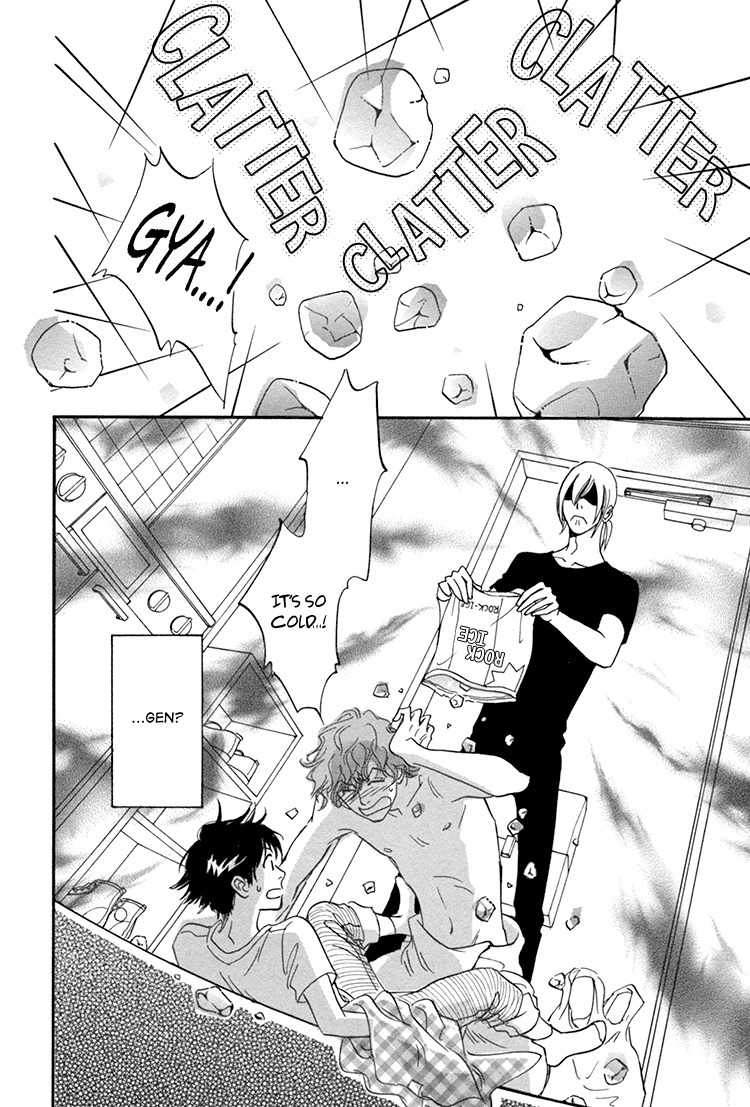 CLATTER
CLATTER
CLATTER
GYA....!
...
IT'S SO
COLD..!
ROCK-ICE
ROCK
ICE
...GEN?